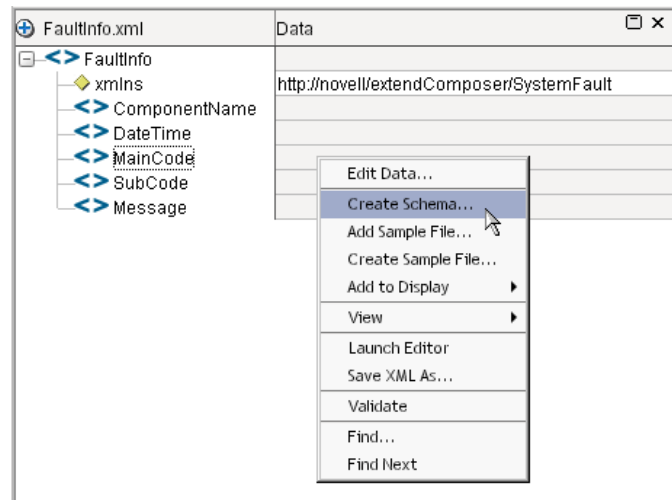 FaultInfo.xml Data
FaultInfo
xmlns http://novell/extendComposer/SystemFault
ComponentName
DateTime
MainCode
SubCode
Message
Edit Data...
Create Schema...
Add Sample File...
Create Sample File...
Add to Display
View
Launch Editor
Save XML As...
Validate
Find...
Find Next